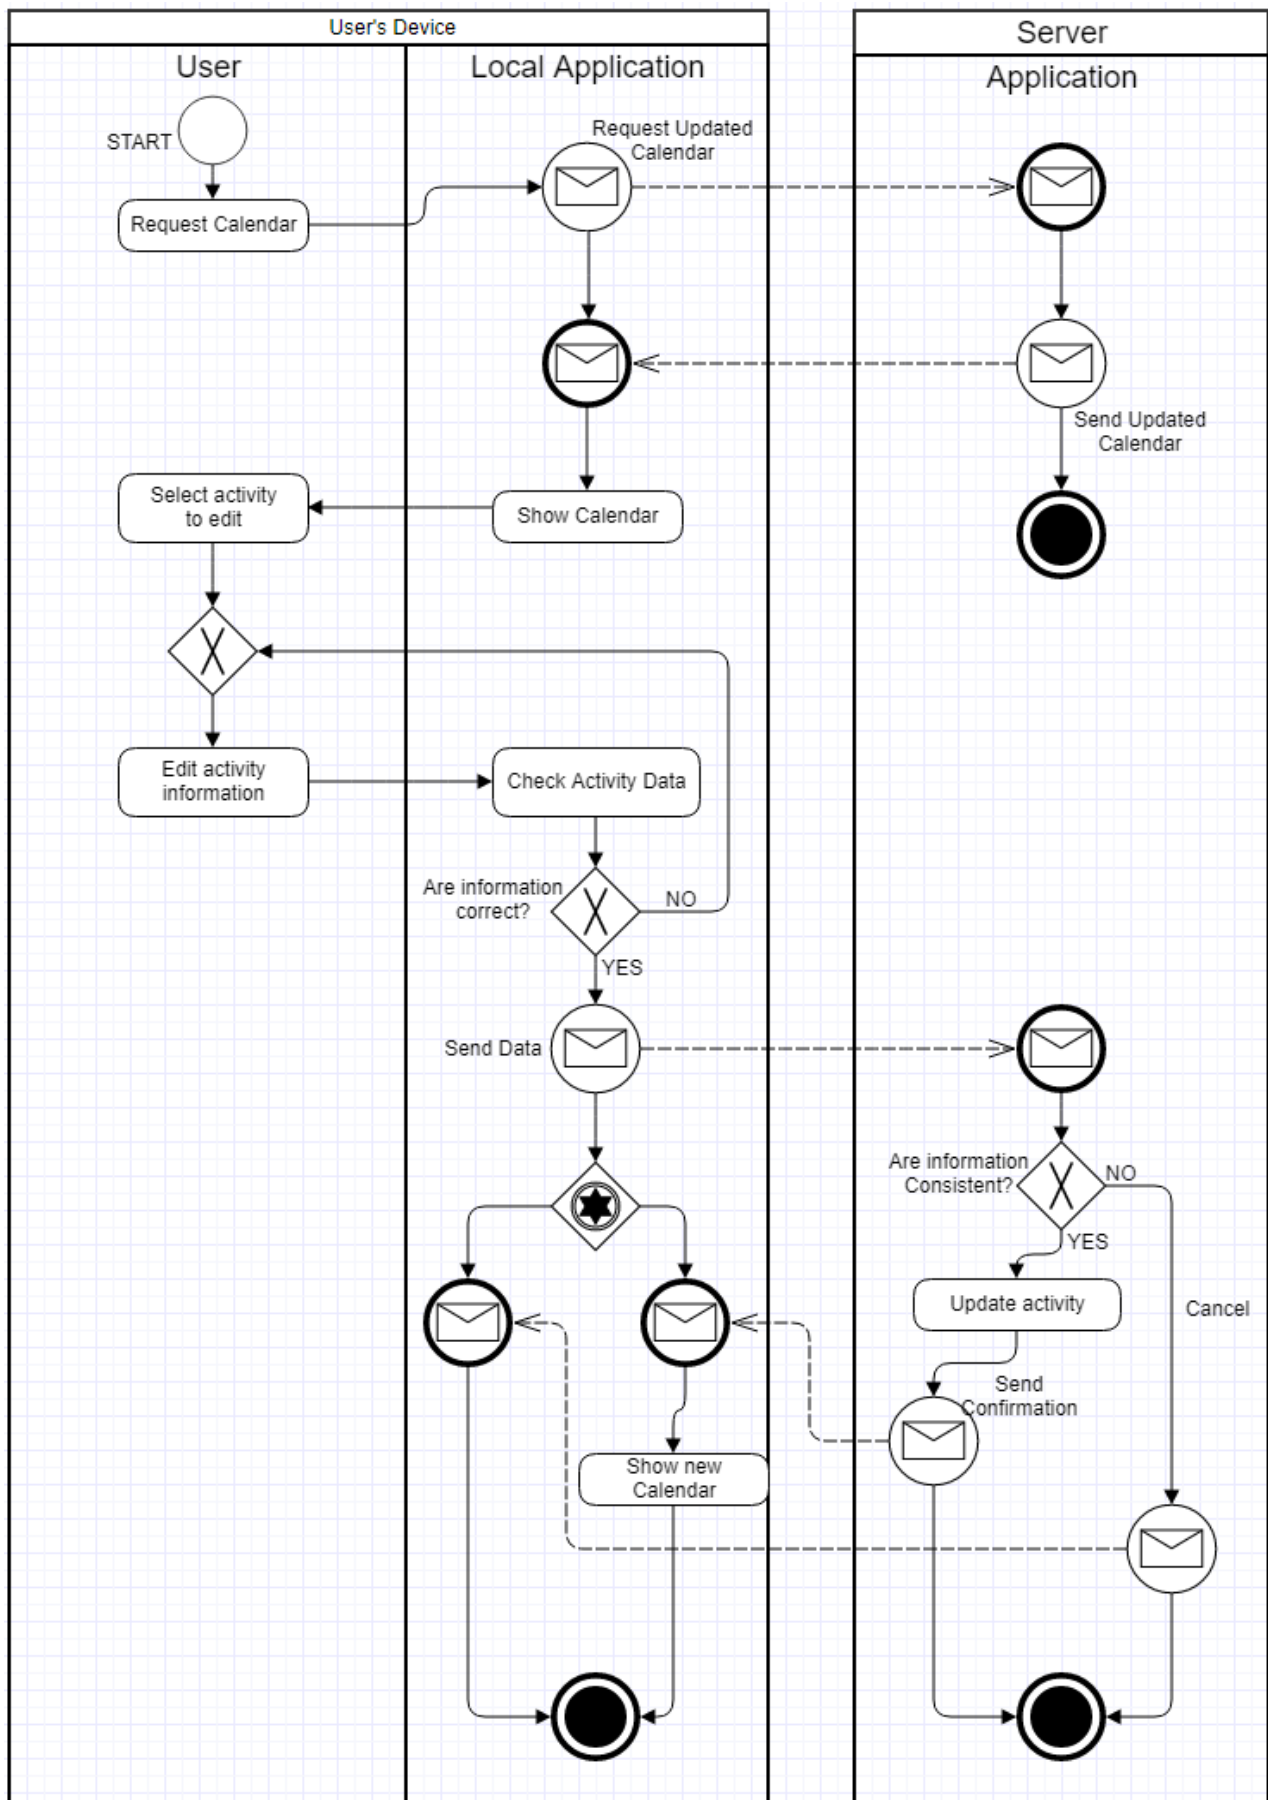 User's Device
Server
User
Local Application
Application
START
Request Updated
Calendar
Request Calendar
Send Updated
Calendar
Select activity
to edit
Show Calendar
Edit activity
information
Check Activity Data
Are information
correct?
NO
YES
Send Data
Are information
Consistent?
NO
YES
Update activity
Cancel
Send
Confirmation
Show new
Calendar